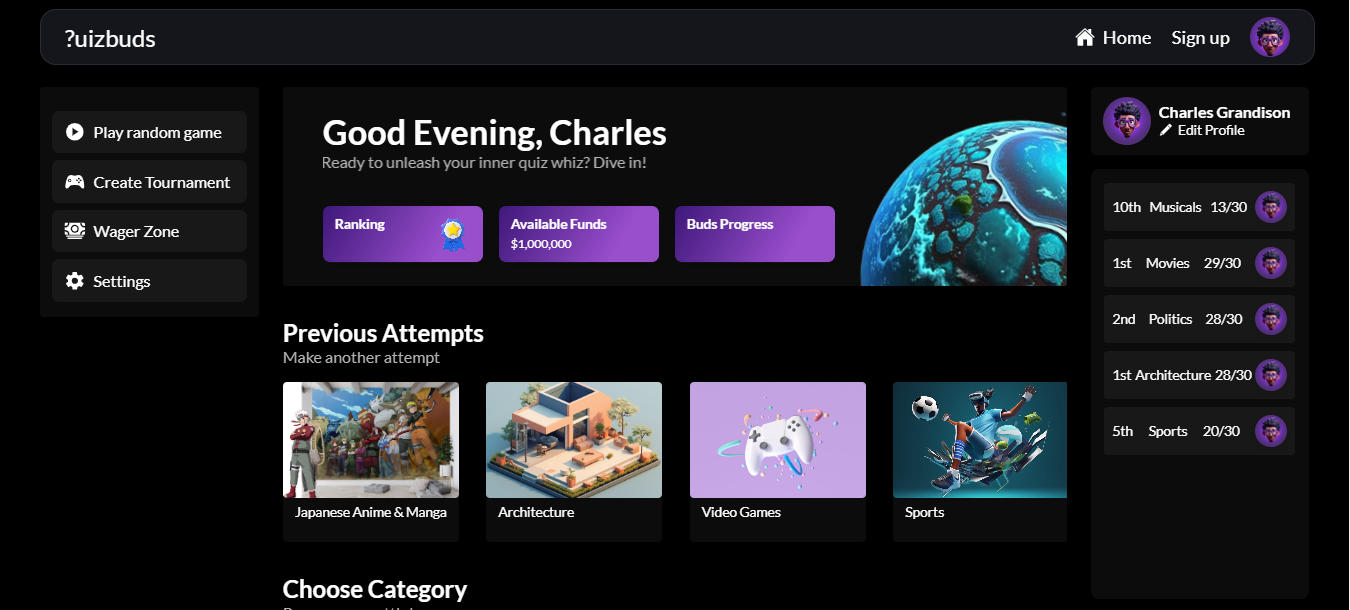 ?uizbuds
Home
Sign up
Play random game
Create Tournament
Wager Zone
Settings
Good Evening, Charles
Ready to unleash your inner quiz whiz? Dive in!
Ranking
Available Funds
$1,000,000
Buds Progress
Previous Attempts
Make another attempt
Japanese Anime & Manga
Architecture
Video Games
Sports
Choose Category
Charles Grandison
Edit Profile
10th Musicals 13/30
1st Movies 29/30
2nd Politics 28/30
1st Architecture 28/30
5th Sports 20/30